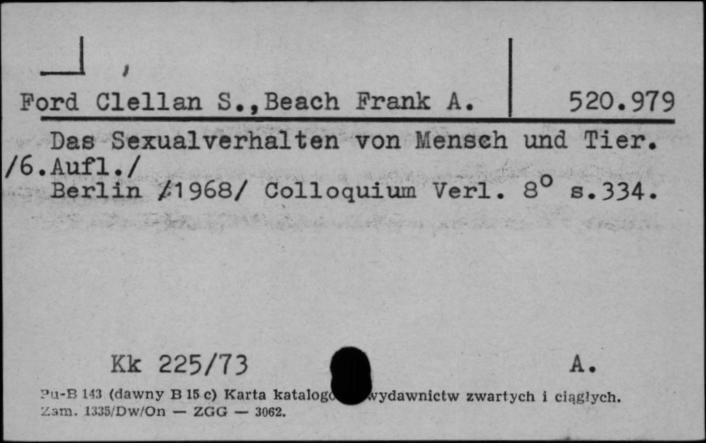 Ford Clellan S.,Beach Frank A. 520.979
Das Sexualverhalten von Mensch und Tier.
/6.Aufl./
Berlin /1968/ Colloquium Verl. 8° s.334.
Kk 225/73 A.
Pu-B 143 (dawny B 15 c) Karta katalogo wydawnictw zwartych i ciągłych.
Zam. 1335/Dw/On — ZGG — 3062.